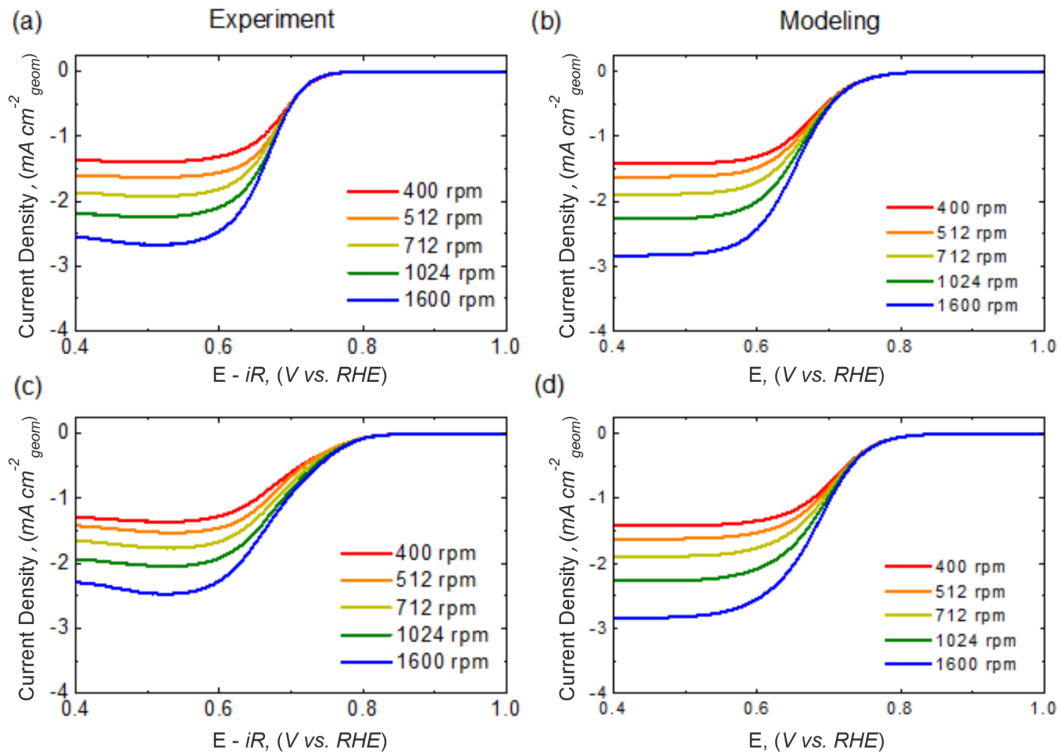 (a) Experiment
Current Density, (mA cm-2 geom)
0
-1
-2
-3
-4
400 rpm
512 rpm
712 rpm
1024 rpm
1600 rpm
0.4 0.6 0.8 1.0
E - iR, (V vs. RHE)
(b) Modeling
Current Density, (mA cm-2 geom)
0
-1
-2
-3
-4
400 rpm
512 rpm
712 rpm
1024 rpm
1600 rpm
0.4 0.6 0.8 1.0
E, (V vs. RHE)
(c)
Current Density, (mA cm-2 geom)
0
-1
-2
-3
-4
400 rpm
512 rpm
712 rpm
1024 rpm
1600 rpm
0.4 0.6 0.8 1.0
E - iR, (V vs. RHE)
(d)
Current Density, (mA cm-2 geom)
0
-1
-2
-3
-4
400 rpm
512 rpm
712 rpm
1024 rpm
1600 rpm
0.4 0.6 0.8 1.0
E, (V vs. RHE)